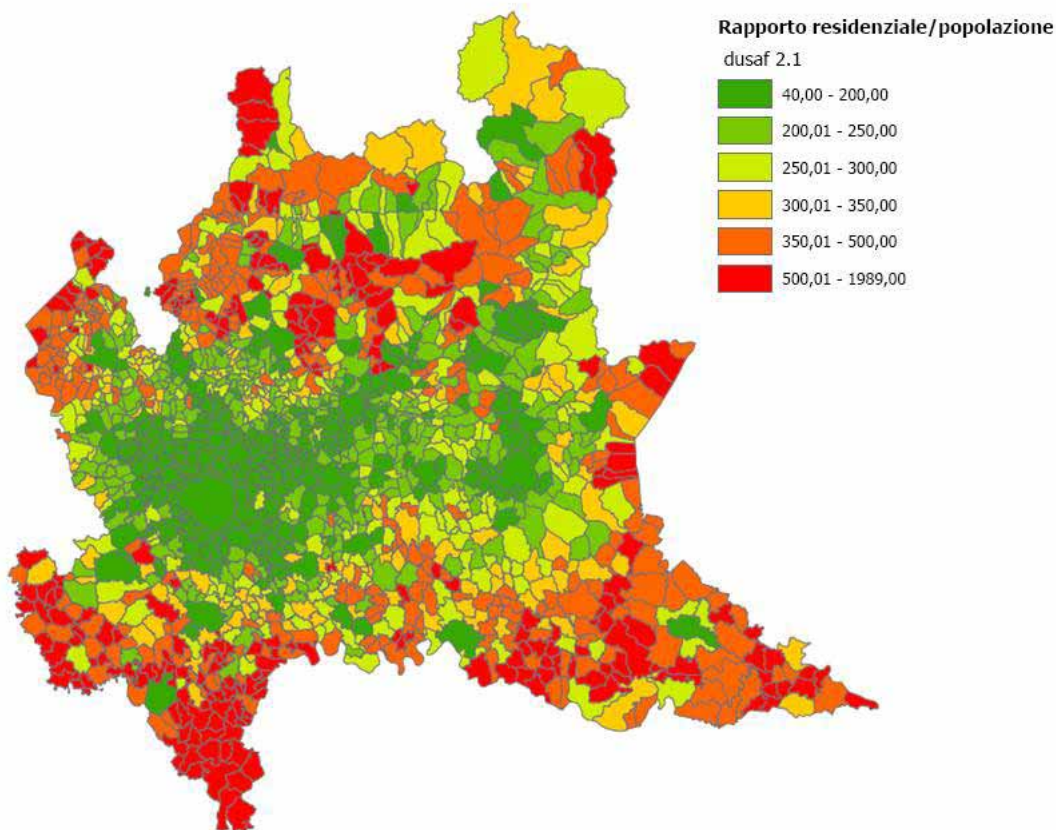 Rapporto residenziale/popolazione
dusaf 2.1
40,00 - 200,00
200,01 - 250,00
250,01 - 300,00
300,01 - 350,00
350,01 - 500,00
500,01 - 1989,00